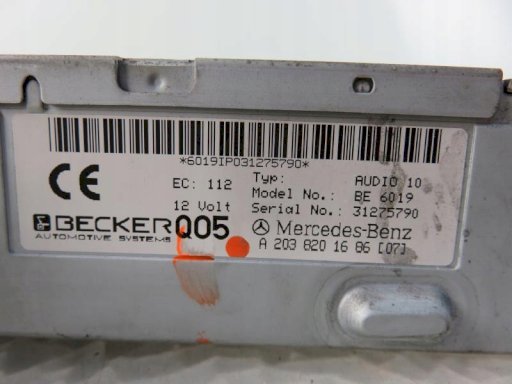 *6019IP031275790*
CE
EC: 112
12 Volt
Typ: AUDIO 10
Model No.: BE 6019
Serial No.: 31275790
BECKER
AUTOMOTIVE SYSTEMS
005
Mercedes-Benz
A 203 820 16 86 [07]